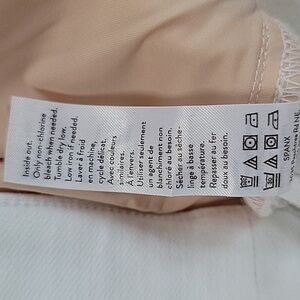 Inside out.
Only non-chlorine
bleach when needed.
Tumble dry low.
Low iron if needed.
Laver à froid
en machine,
cycle délicat.
Avec couleurs
similaires.
À l'envers.
Utiliser seulement
un agent de
blanchiment non
chloré au besoin.
Sécher au sèche-
linge à basse
température.
Repasser au fer
doux au besoin.
SPANX